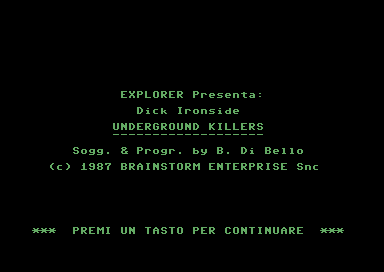 EXPLORER Presenta:
Dick Ironside
UNDERGROUND KILLERS
Sogg. & Progr. by B. Di Bello
(c) 1987 BRAINSTORM ENTERPRISE Snc
*** PREMI UN TASTO PER CONTINUARE ***